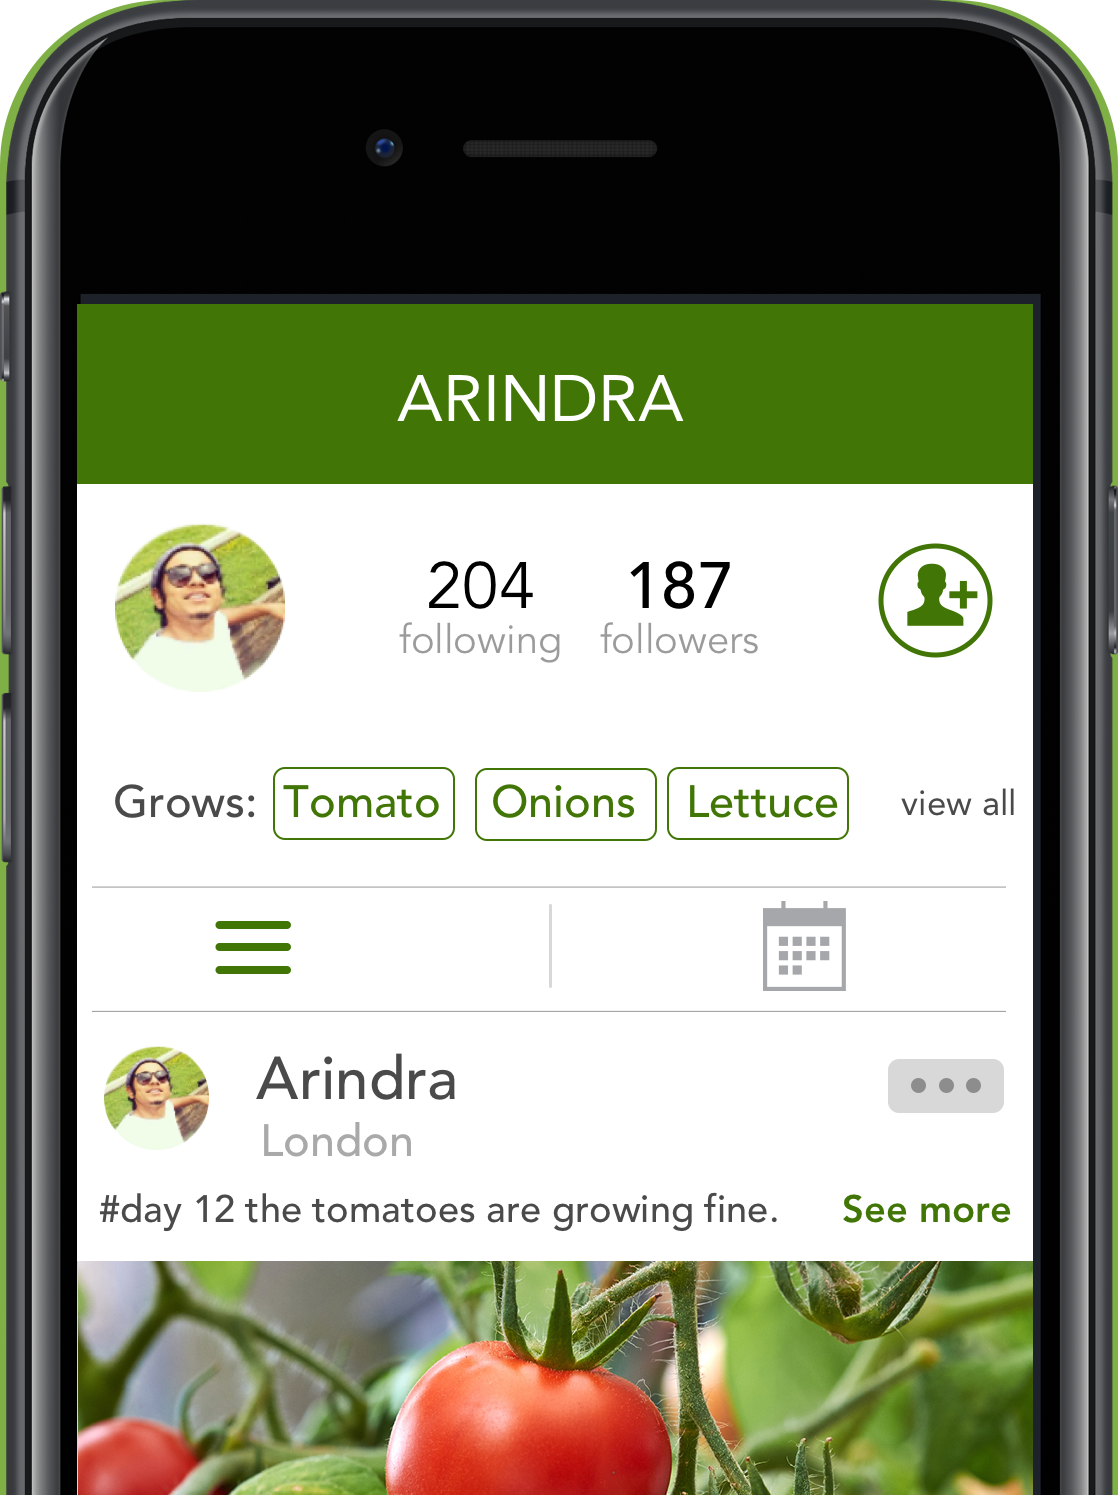 ARINDRA
204 187
following followers
Grows: Tomato Onions Lettuce view all
Arindra
London
#day 12 the tomatoes are growing fine. See more